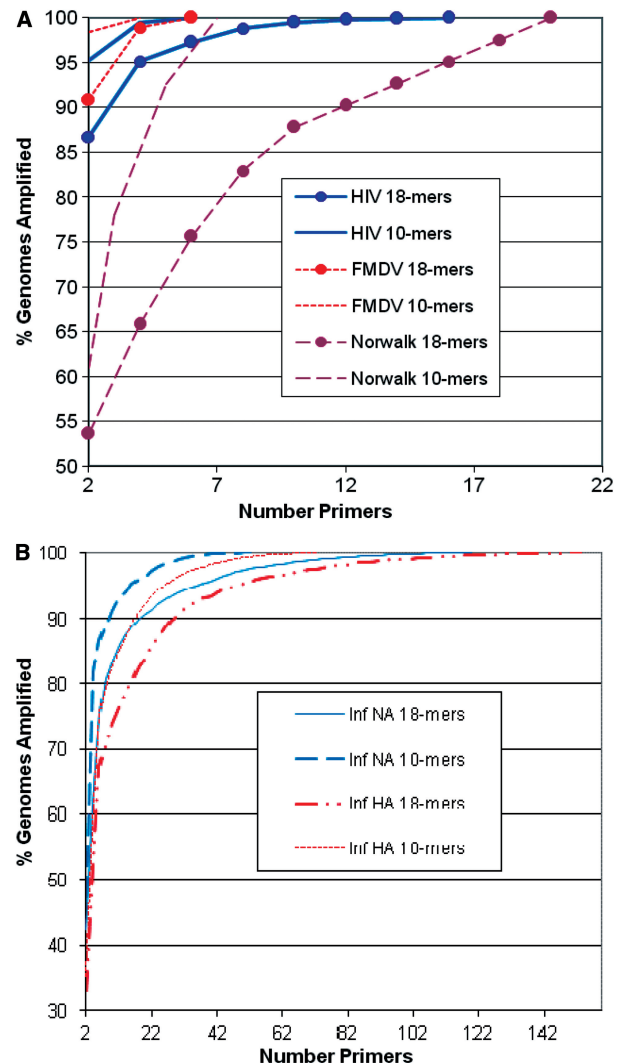 A
100
95
90
85
80
75
70
65
60
55
50
% Genomes Amplified
HIV 18-mers
HIV 10-mers
FMDV 18-mers
FMDV 10-mers
Norwalk 18-mers
Norwalk 10-mers
2 7 12 17 22
Number Primers
B
100
90
80
70
60
50
40
30
% Genomes Amplified
Inf NA 18-mers
Inf NA 10-mers
Inf HA 18-mers
Inf HA 10-mers
2 22 42 62 82 102 122 142
Number Primers